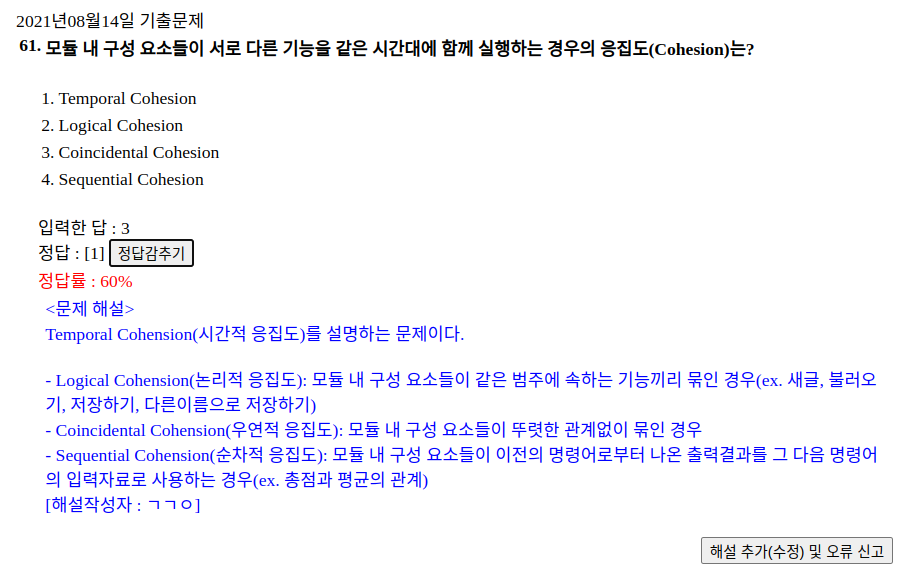 2021년08월14일 기출문제
61. 모듈 내 구성 요소들이 서로 다른 기능을 같은 시간대에 함께 실행하는 경우의 응집도(Cohesion)는?
1. Temporal Cohesion
2. Logical Cohesion
3. Coincidental Cohesion
4. Sequential Cohesion
입력한 답 : 3
정답 : [1] 정답감추기
정답률 : 60%
<문제 해설>
Temporal Cohension(시간적 응집도)를 설명하는 문제이다.
- Logical Cohension(논리적 응집도): 모듈 내 구성 요소들이 같은 범주에 속하는 기능끼리 묶인 경우(ex. 새글, 불러오
기, 저장하기, 다른이름으로 저장하기)
- Coincidental Cohension(우연적 응집도): 모듈 내 구성 요소들이 뚜렷한 관계없이 묶인 경우
- Sequential Cohension(순차적 응집도): 모듈 내 구성 요소들이 이전의 명령어로부터 나온 출력결과를 그 다음 명령어
의 입력자료로 사용하는 경우(ex. 총점과 평균의 관계)
[해설작성자 : ㄱㄱㅇ]
해설 추가(수정) 및 오류 신고